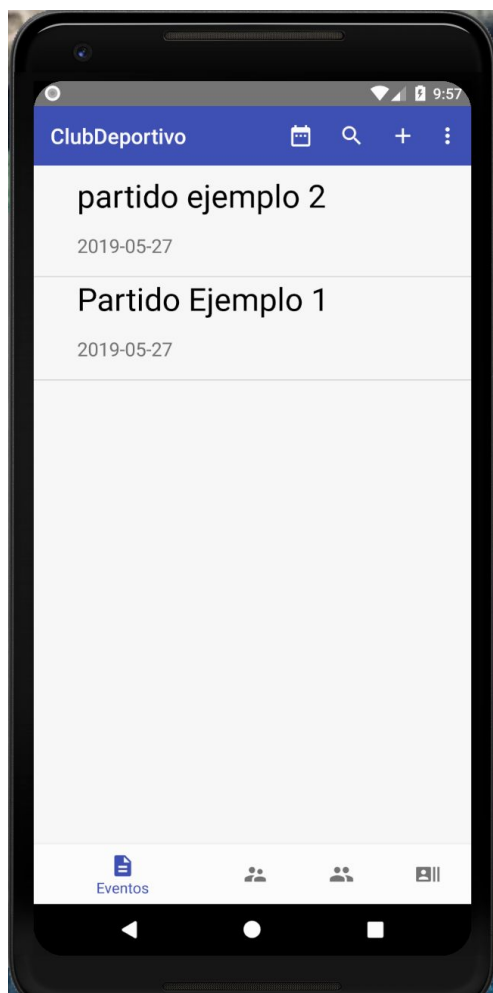 9:57
ClubDeportivo
partido ejemplo 2
2019-05-27
Partido Ejemplo 1
2019-05-27
Eventos